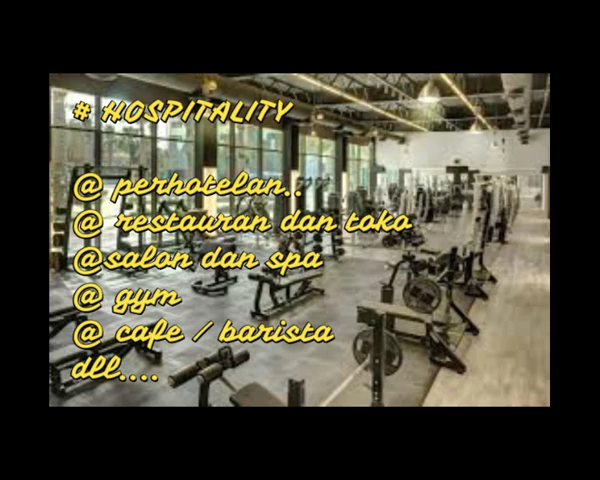 # HOSPITALITY
@ perhotelan..
@ restauran dan toko
@salon dan spa
@ gym
@ cafe / barista
dll....